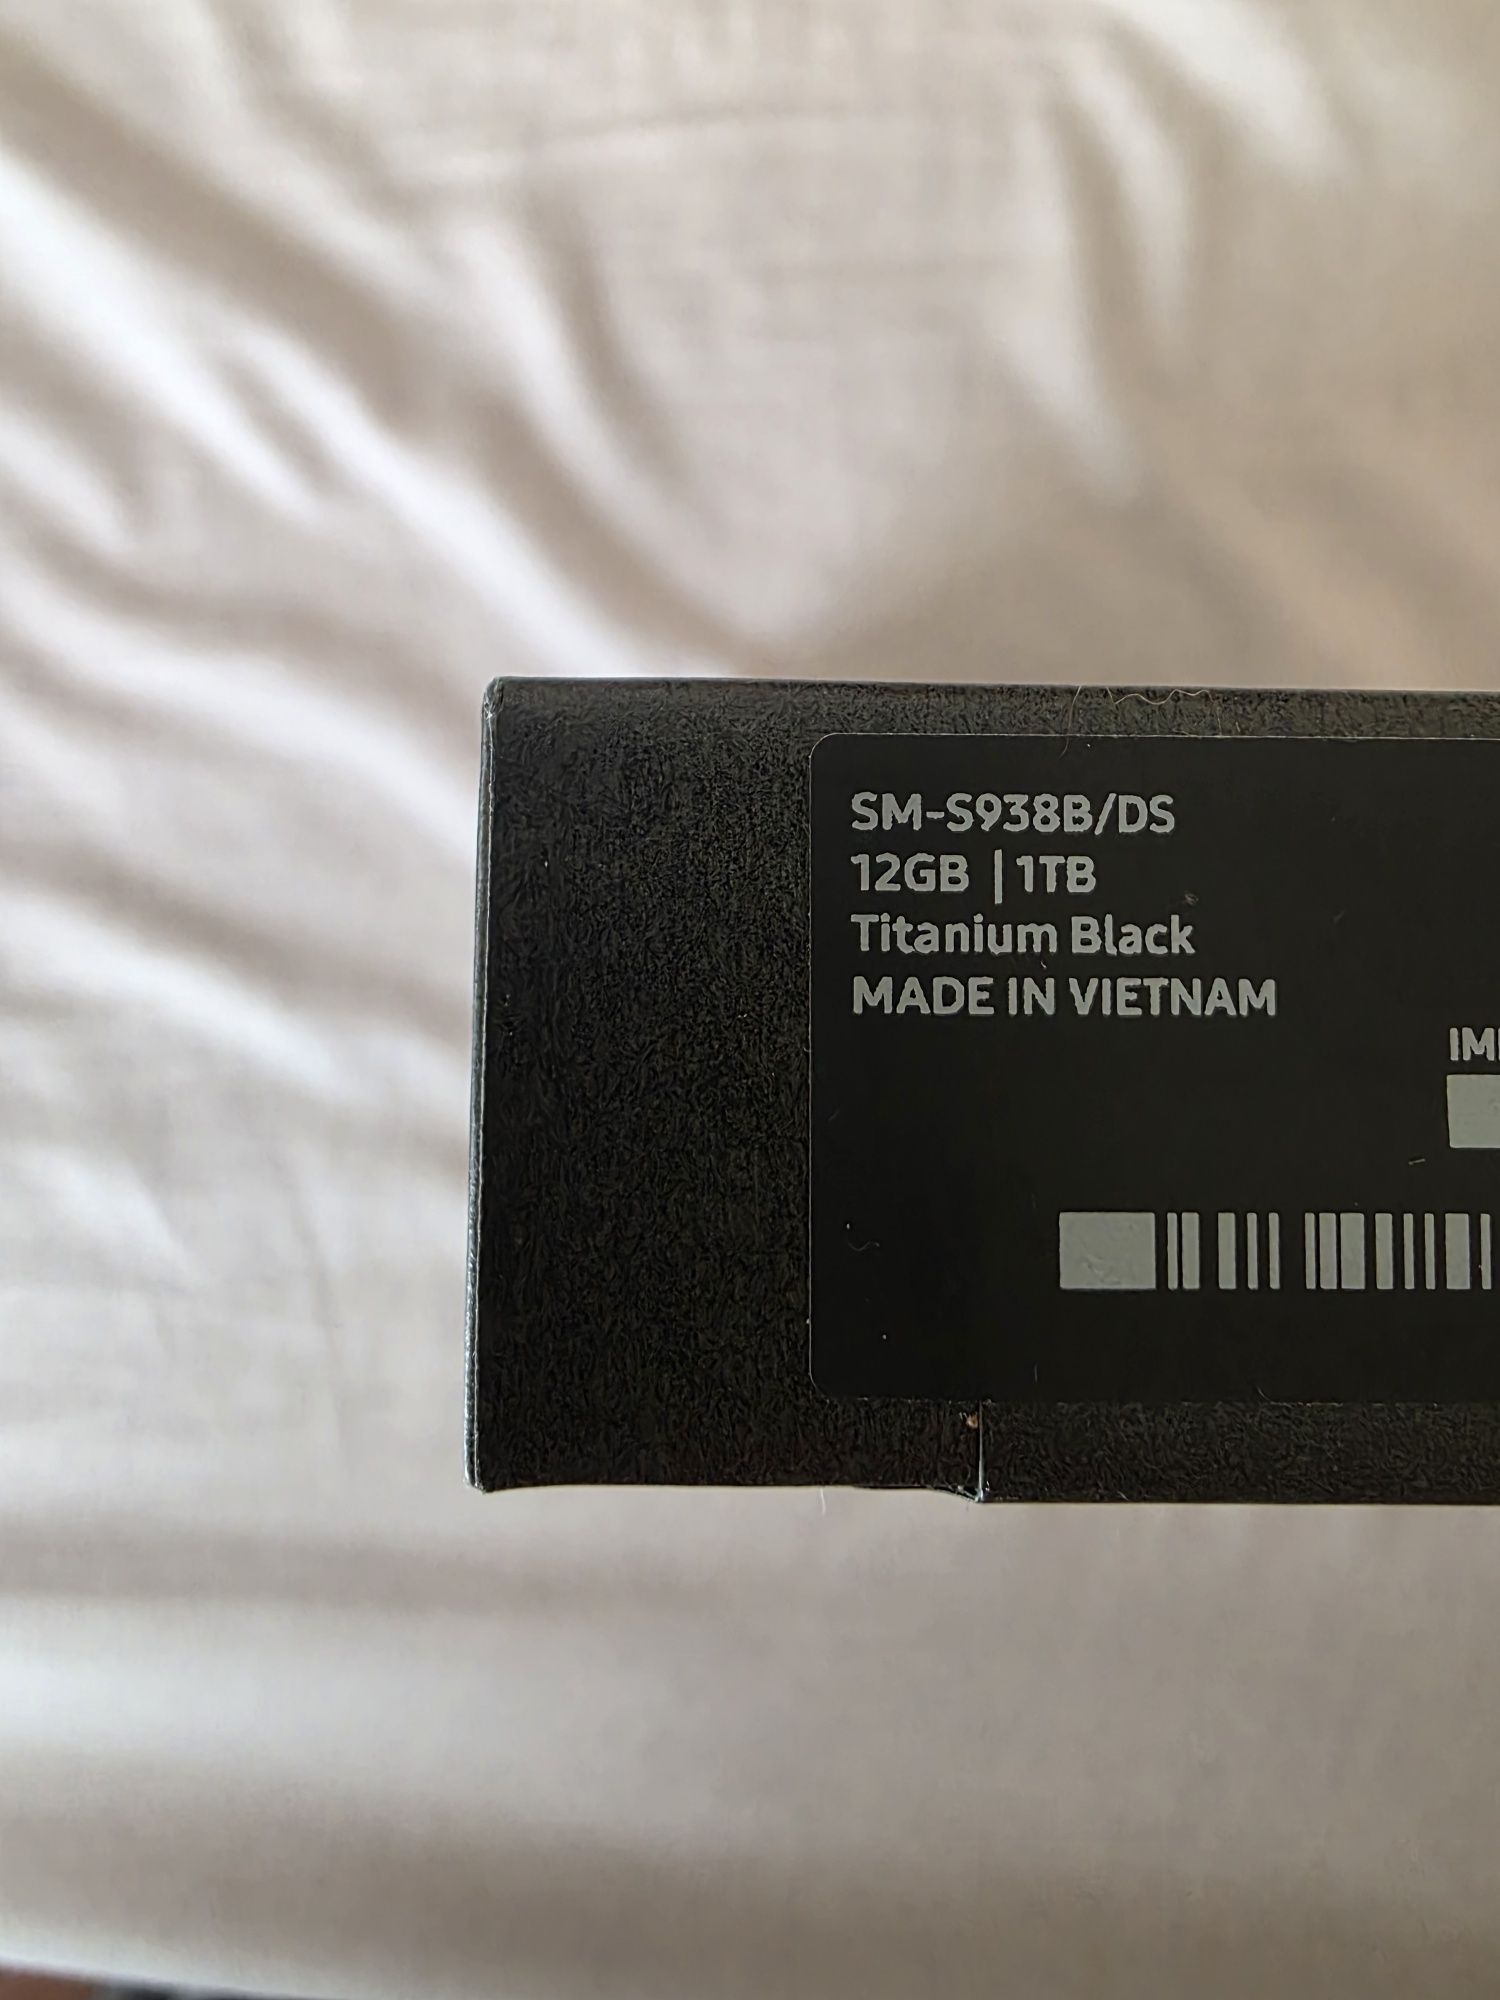 SM-S938B/DS
12GB | 1TB
Titanium Black
MADE IN VIETNAM